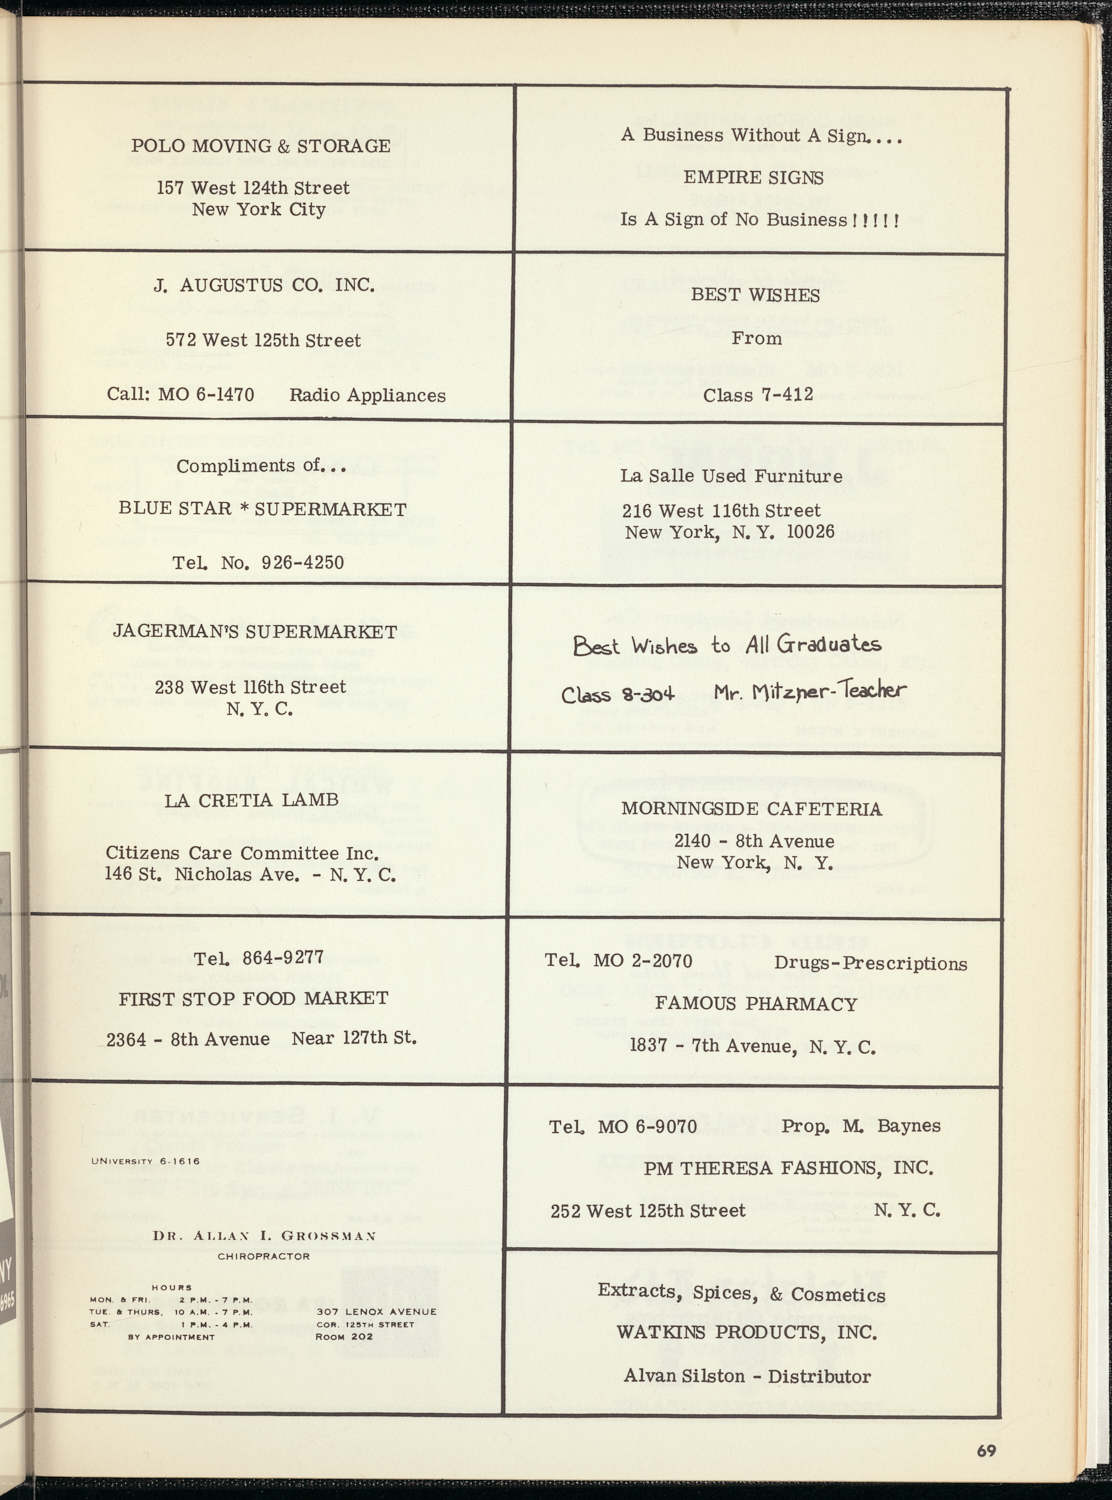 POLO MOVING & STORAGE
157 West 124th Street
New York City
A Business Without A Sign....
EMPIRE SIGNS
Is A Sign of No Business!!!!!
J. AUGUSTUS CO. INC.
572 West 125th Street
Call: MO 6-1470 Radio Appliances
BEST WISHES
From
Class 7-412
Compliments of...
BLUE STAR * SUPERMARKET
Tel. No. 926-4250
La Salle Used Furniture
216 West 116th Street
New York, N. Y. 10026
JAGERMAN'S SUPERMARKET
238 West 116th Street
N. Y. C.
Best Wishes to All Graduates
Class 8-304 Mr. Mitzner-Teacher
LA CRETIA LAMB
Citizens Care Committee Inc.
146 St. Nicholas Ave. - N. Y. C.
MORNINGSIDE CAFETERIA
2140 - 8th Avenue
New York, N. Y.
Tel. 864-9277
FIRST STOP FOOD MARKET
2364 - 8th Avenue Near 127th St.
Tel. MO 2-2070 Drugs-Prescriptions
FAMOUS PHARMACY
1837 - 7th Avenue, N. Y. C.
UNIVERSITY 6-1616
DR. ALLAN I. GROSSMAN
CHIROPRACTOR
HOURS
MON. & FRI. 2 P.M. - 7 P.M.
TUE. & THURS. 10 A.M. - 7 P.M.
SAT. 1 P.M. - 4 P.M.
BY APPOINTMENT
307 LENOX AVENUE
COR. 125TH STREET
ROOM 202
Tel. MO 6-9070 Prop. M. Baynes
PM THERESA FASHIONS, INC.
252 West 125th Street N. Y. C.
Extracts, Spices, & Cosmetics
WATKINS PRODUCTS, INC.
Alvan Silston - Distributor
69
NY
6965